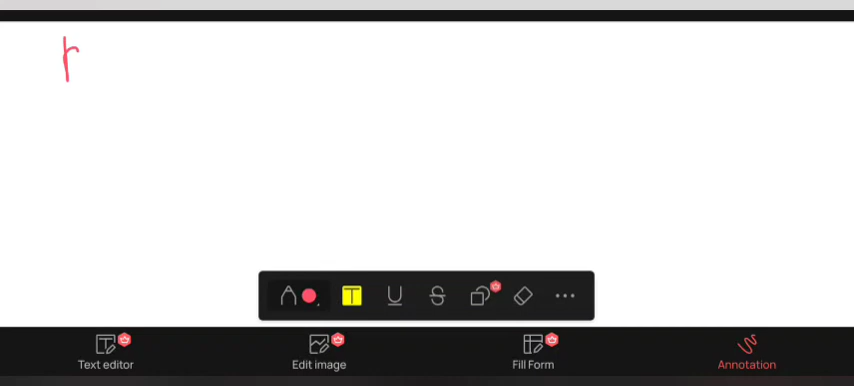 r
T
U
S
Text editor
Edit image
Fill Form
Annotation